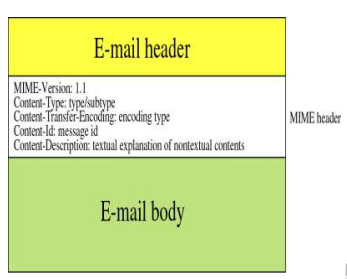 E-mail header
MIME-Version: 1.1
Content-Type: type/subtype
Content-Transfer-Encoding: encoding type
Content-Id: message id
Content-Description: textual explanation of nontextual contents
MIME header
E-mail body